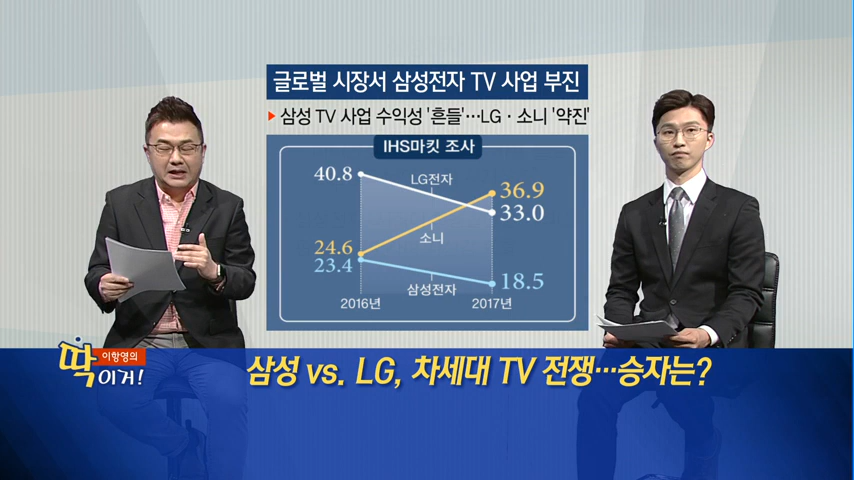 글로벌 시장서 삼성전자 TV 사업 부진
삼성 TV 사업 수익성 '흔들'…LG·소니 '약진'
IHS마킷 조사
40.8
LG전자
36.9
33.0
24.6
소니
23.4
삼성전자
18.5
2016년
2017년
이항영의
딱 이거!
삼성 vs. LG, 차세대 TV 전쟁…승자는?